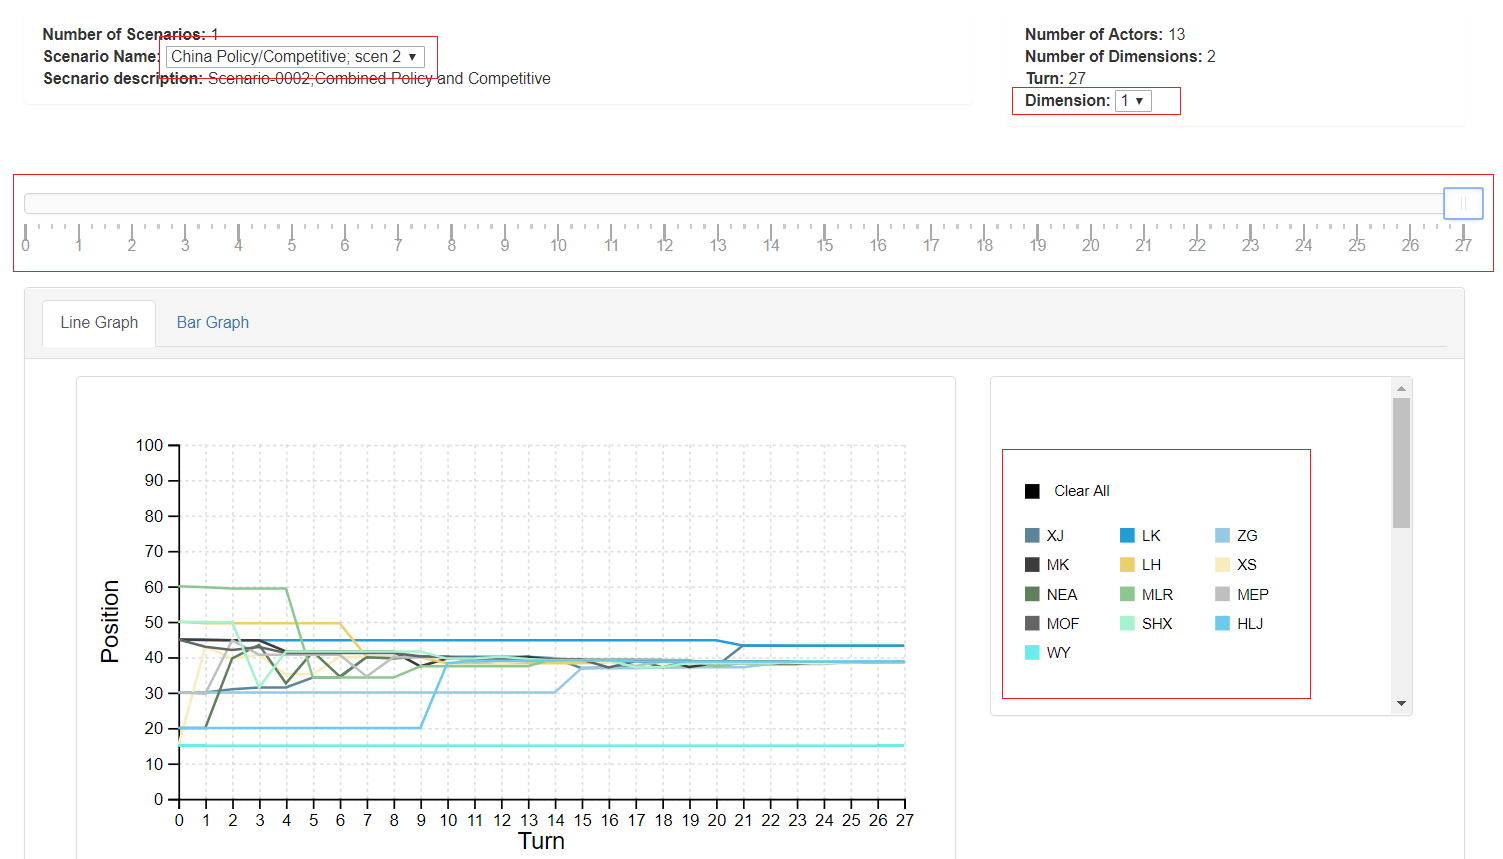 Number of Scenarios: 1
Scenario Name: China Policy/Competitive; scen 2
Secnario description: Scenario-0002;Combined Policy and Competitive
Number of Actors: 13
Number of Dimensions: 2
Turn: 27
Dimension: 1
0 1 2 3 4 5 6 7 8 9 10 11 12 13 14 15 16 17 18 19 20 21 22 23 24 25 26 27
Line Graph Bar Graph
100
90
80
70
60
50
40
30
20
10
0
Position
0 1 2 3 4 5 6 7 8 9 10 11 12 13 14 15 16 17 18 19 20 21 22 23 24 25 26 27
Turn
Clear All
XJ LK ZG
MK LH XS
NEA MLR MEP
MOF SHX HLJ
WY